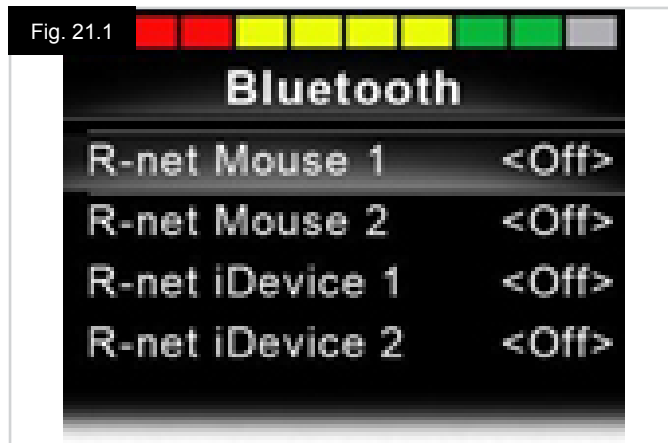 Fig. 21.1
Bluetooth
R-net Mouse 1 <Off>
R-net Mouse 2 <Off>
R-net iDevice 1 <Off>
R-net iDevice 2 <Off>